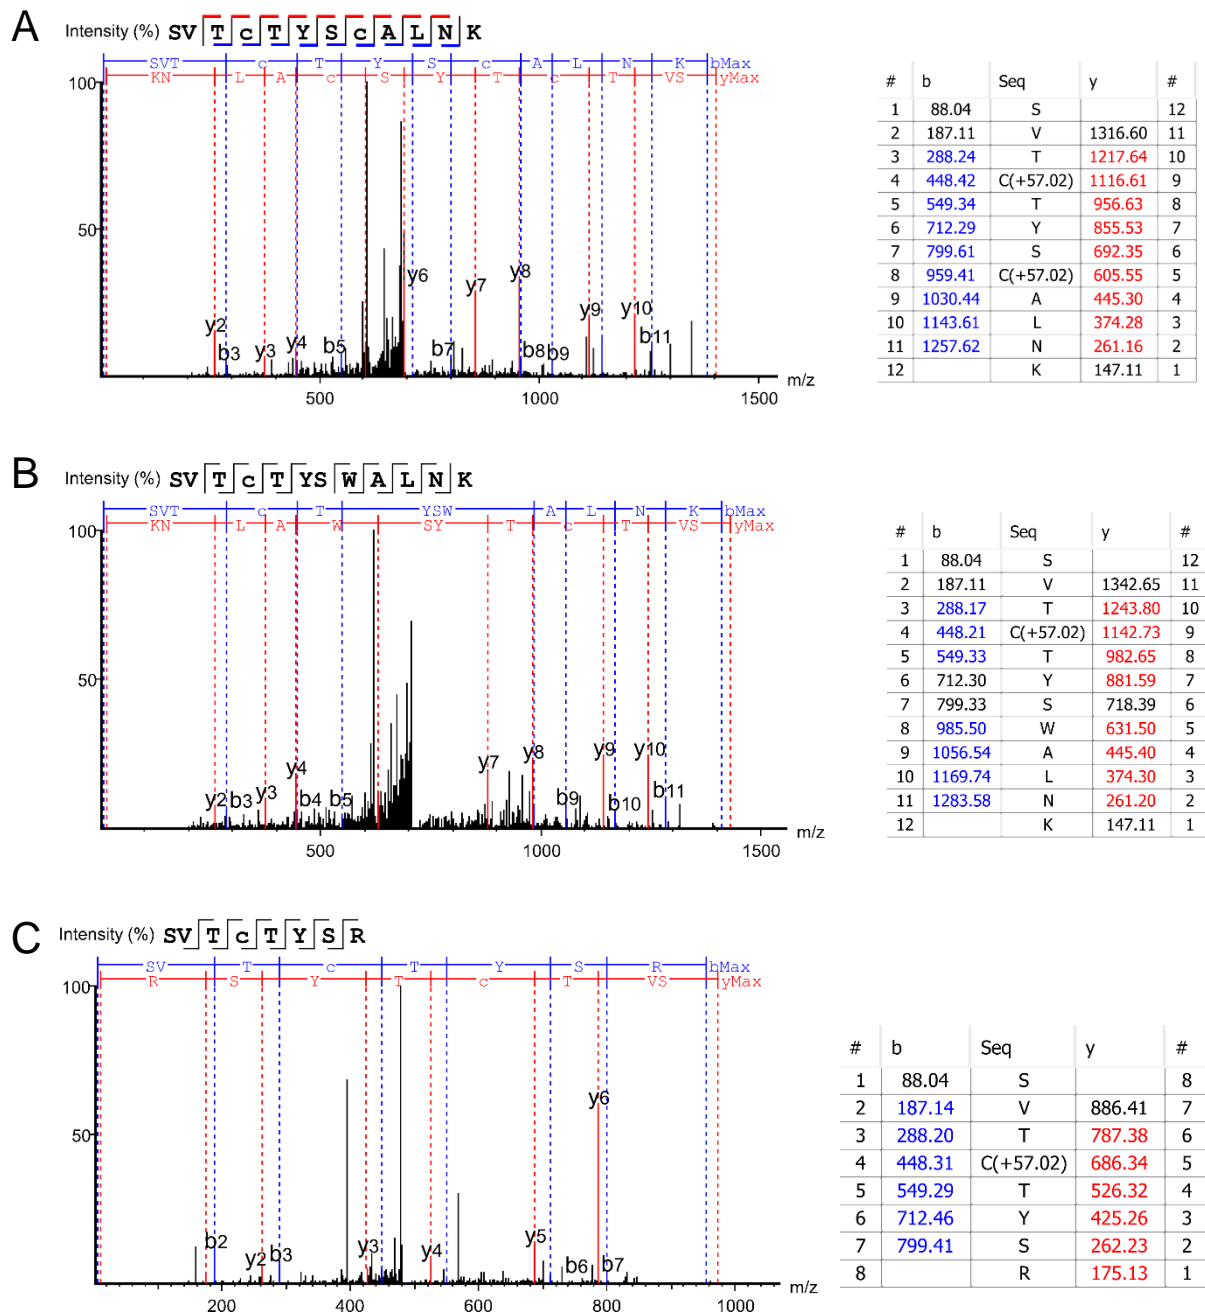 A
Intensity (%) SVTcTYScALNK
SVT c T Y S c A L N K bMax
KN L A c S Y T c T VS yMax
100
50
y2 b3 y3 y4 b5 y6 b7 y7 y8 b8 b9 y9 y10 b11
500 1000 1500 m/z
# b Seq y #
1 88.04 S 12
2 187.11 V 1316.60 11
3 288.24 T 1217.64 10
4 448.42 C(+57.02) 1116.61 9
5 549.34 T 956.63 8
6 712.29 Y 855.53 7
7 799.61 S 692.35 6
8 959.41 C(+57.02) 605.55 5
9 1030.44 A 445.30 4
10 1143.61 L 374.28 3
11 1257.62 N 261.16 2
12 K 147.11 1
B
Intensity (%) SVTcTYSWALNK
SVT c T YSW A L N K bMax
KN L A W SY T c T VS yMax
100
50
y2 b3 y3 y4 b4 b5 y7 y8 b9 y9 b10 y10 b11
500 1000 1500 m/z
# b Seq y #
1 88.04 S 12
2 187.11 V 1342.65 11
3 288.17 T 1243.80 10
4 448.21 C(+57.02) 1142.73 9
5 549.33 T 982.65 8
6 712.30 Y 881.59 7
7 799.33 S 718.39 6
8 985.50 W 631.50 5
9 1056.54 A 445.40 4
10 1169.74 L 374.30 3
11 1283.58 N 261.20 2
12 K 147.11 1
C
Intensity (%) SVTcTYSR
SV T c T Y S R bMax
R S Y T c T VS yMax
100
50
b2 y2 b3 y3 y4 y5 b6 y6 b7
200 400 600 800 1000 m/z
# b Seq y #
1 88.04 S 8
2 187.14 V 886.41 7
3 288.20 T 787.38 6
4 448.31 C(+57.02) 686.34 5
5 549.29 T 526.32 4
6 712.46 Y 425.26 3
7 799.41 S 262.23 2
8 R 175.13 1